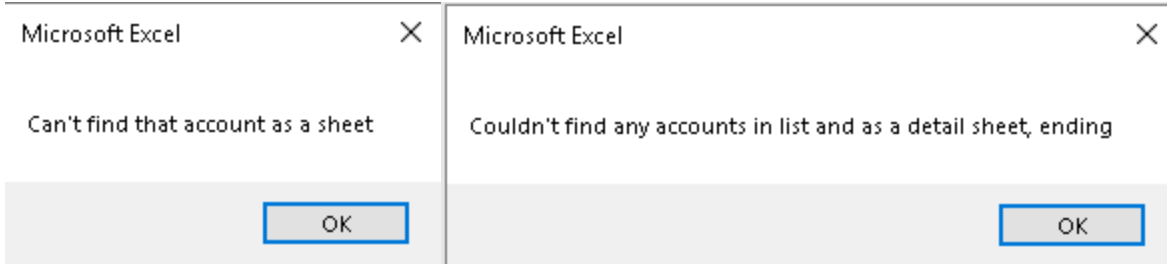 Microsoft Excel
Can't find that account as a sheet
OK
Microsoft Excel
Couldn't find any accounts in list and as a detail sheet, ending
OK